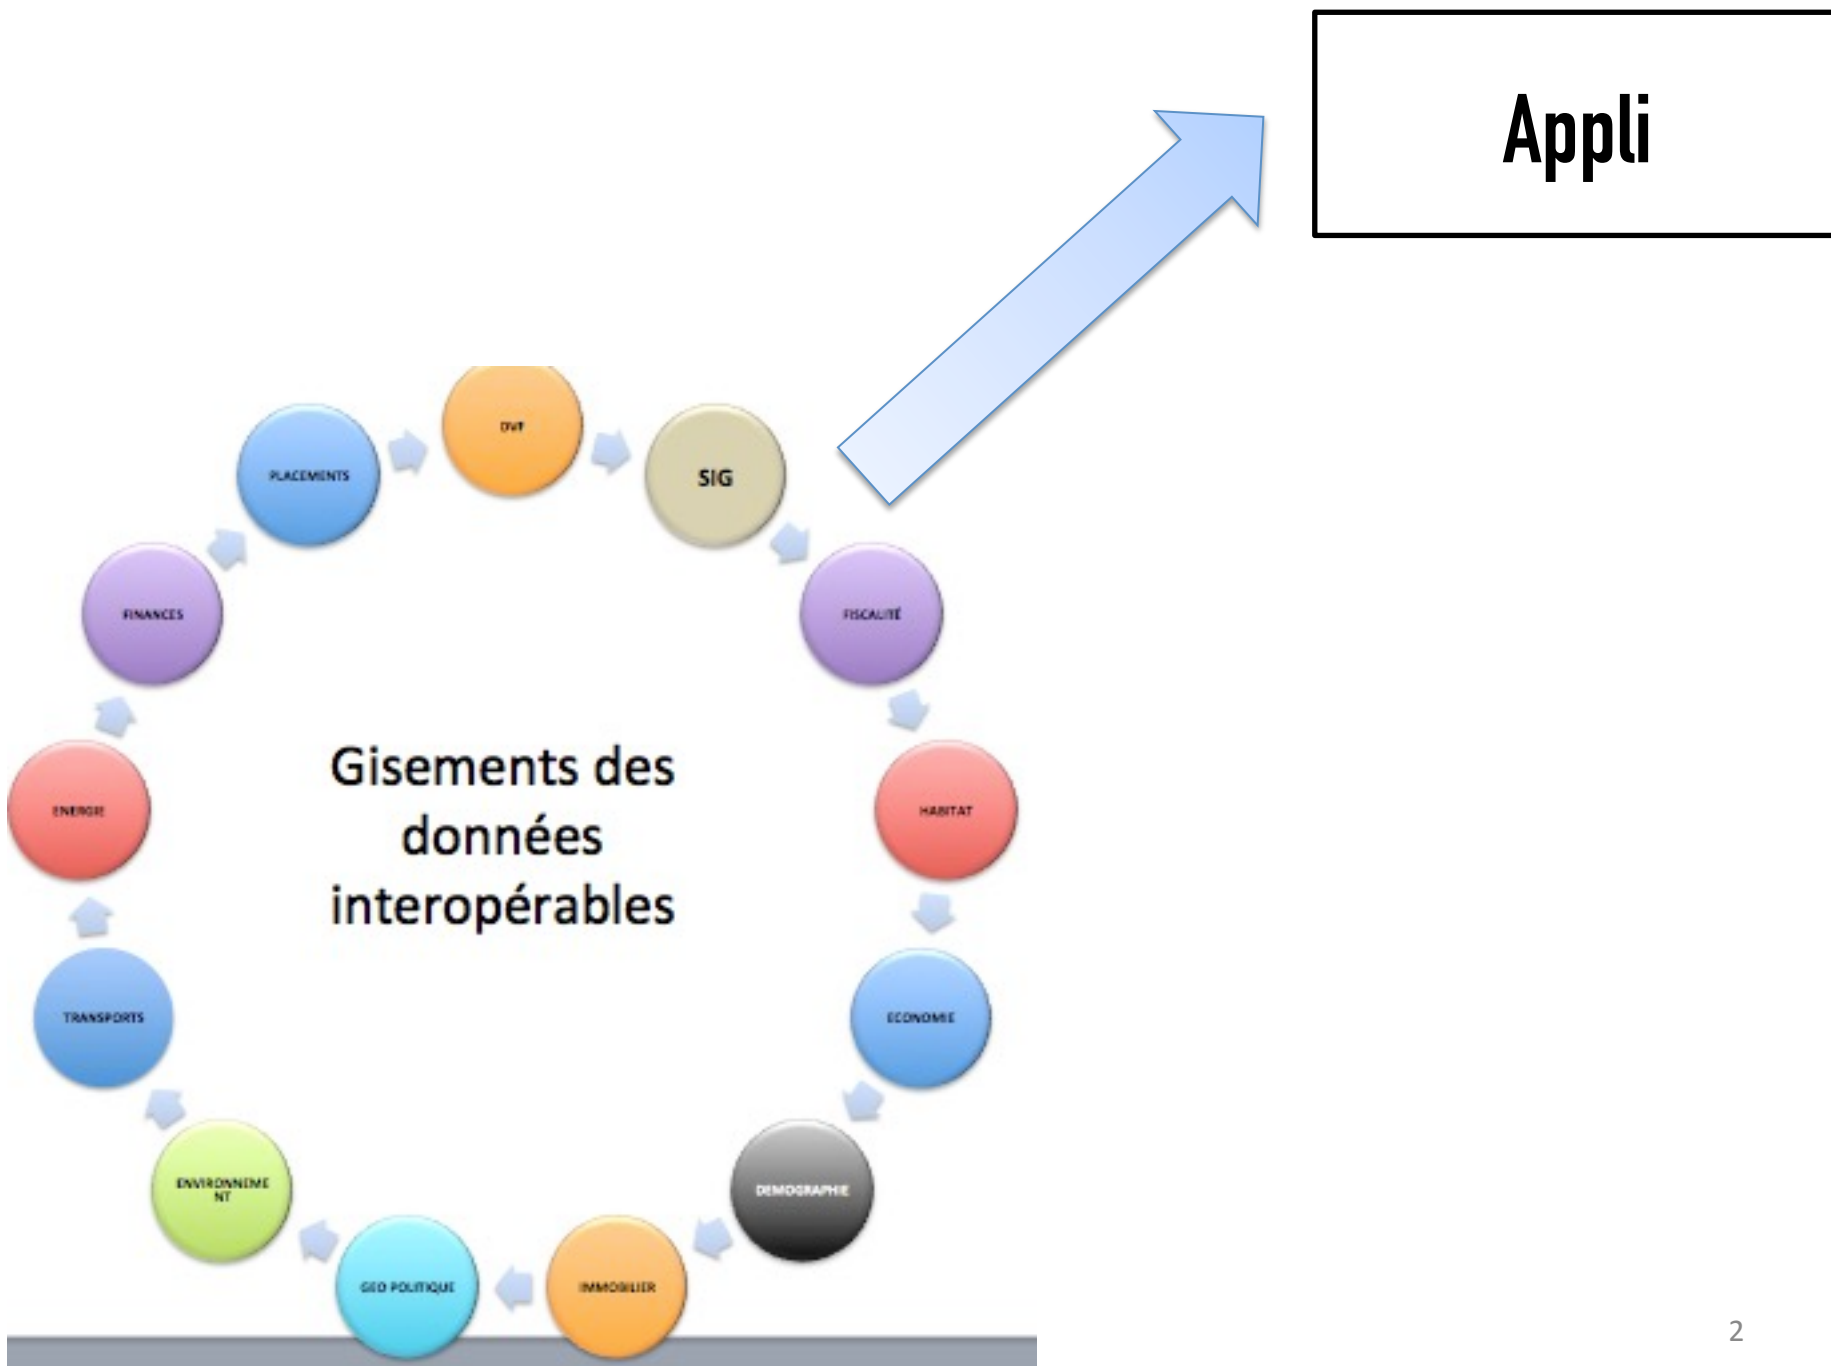 Appli
DVF
PLACEMENTS
SIG
FINANCES
FISCALITÉ
Gisements des
données
interopérables
ENERGIE
HABITAT
TRANSPORTS
ECONOMIE
ENVIRONNEME
NT
DEMOGRAPHIE
GEO POLITIQUE
IMMOBILIER
2